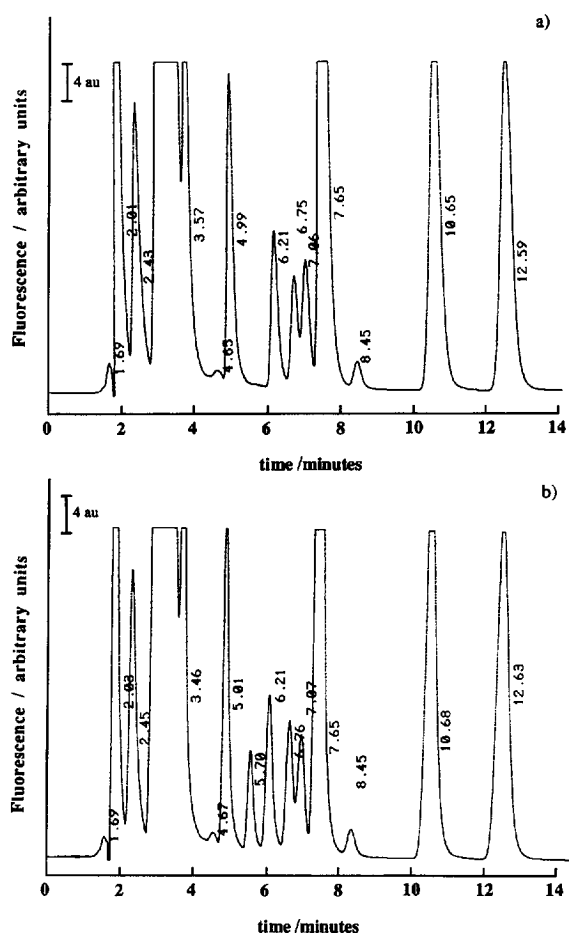 a)
4 au
Fluorescence / arbitrary units
1.69
2.01
2.43
3.57
4.65
4.99
6.21
6.75
7.06
7.65
8.45
10.65
12.59
0 2 4 6 8 10 12 14
time /minutes
b)
4 au
Fluorescence / arbitrary units
1.69
2.03
2.45
3.46
4.67
5.01
5.70
6.21
6.76
7.07
7.65
8.45
10.68
12.63
0 2 4 6 8 10 12 14
time /minutes